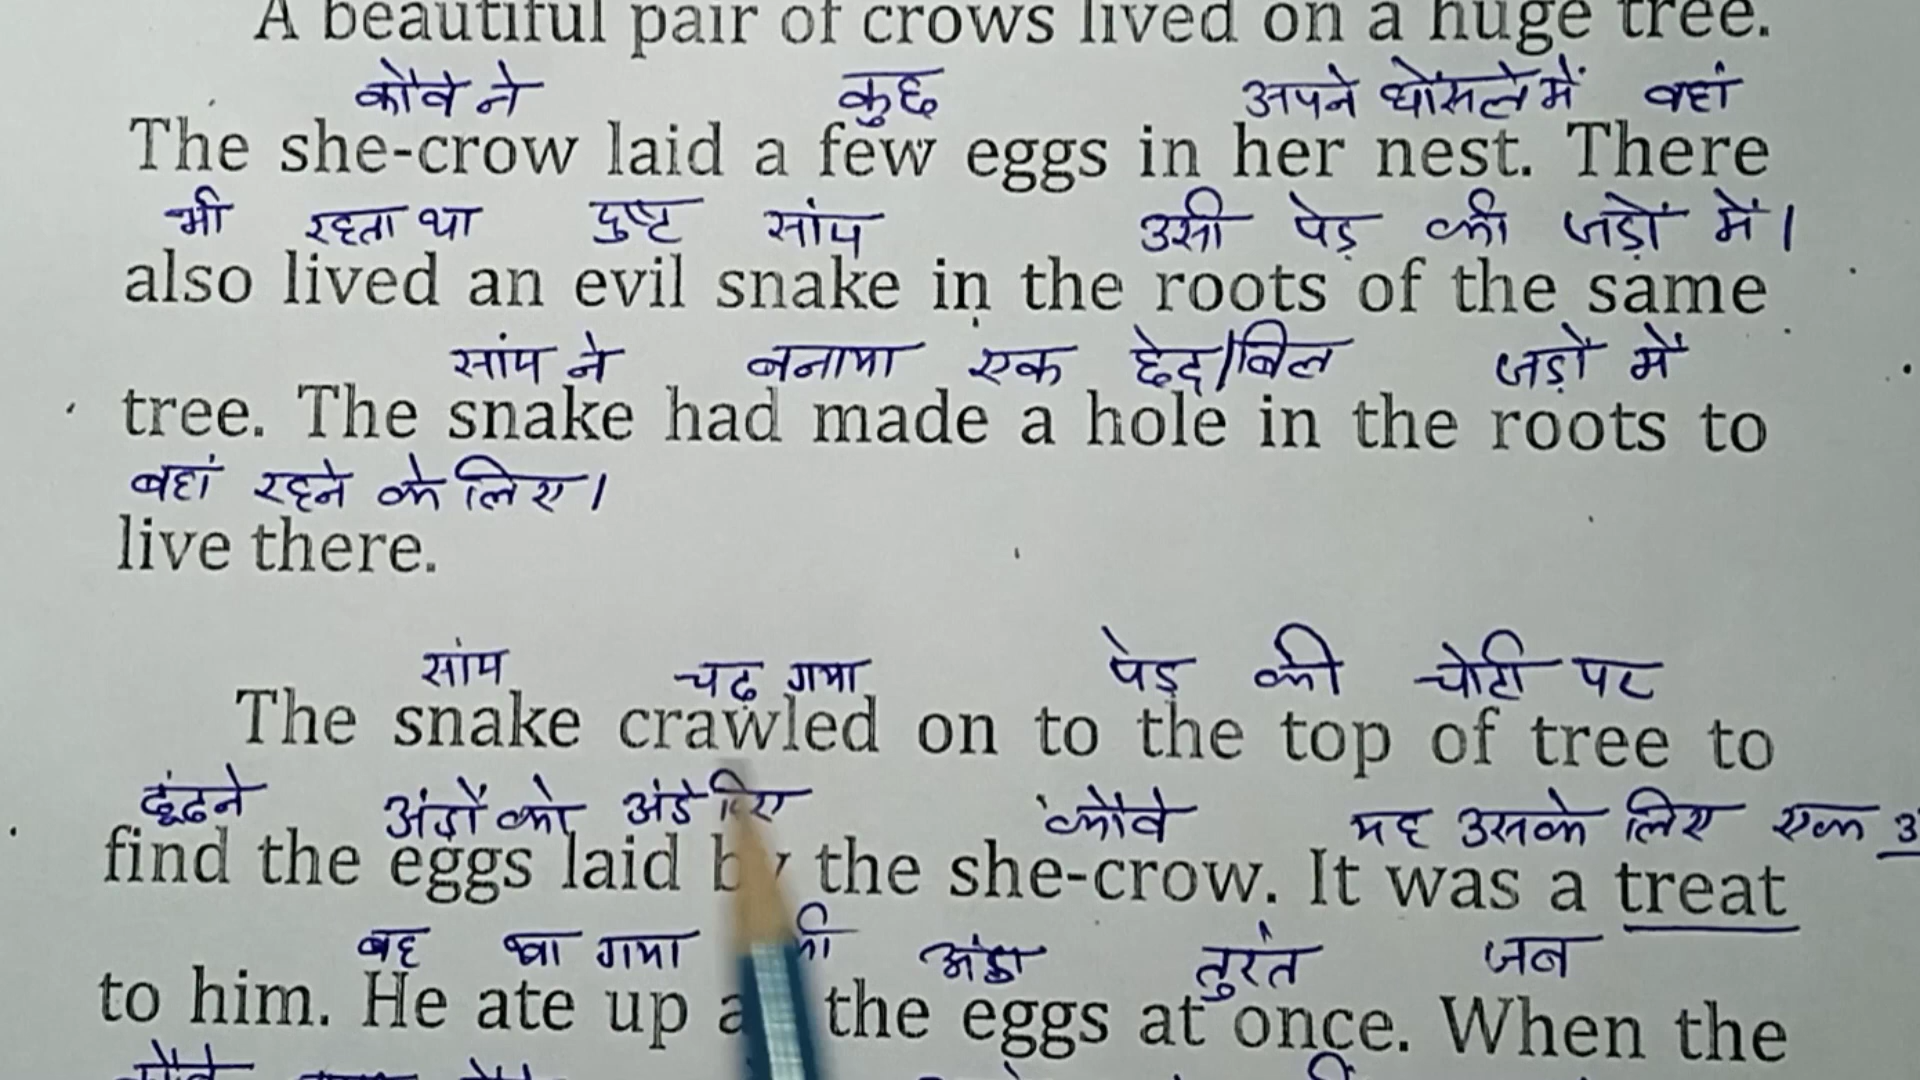 A beautiful pair of crows lived on a huge tree.
कौवे ने कुछ अपने घोंसले में वहां
The she-crow laid a few eggs in her nest. There
भी रहता था दुष्ट सांप उसी पेड़ की जड़ों में।
also lived an evil snake in the roots of the same
सांप ने बनाया एक छेद/बिल जड़ों में
tree. The snake had made a hole in the roots to
वहां रहने के लिए।
live there.
सांप चढ़ गया पेड़ की चोटी पर
The snake crawled on to the top of tree to
ढूंढने अंडों को अंडे दिए कौवे यह उसके लिए एक
find the eggs laid by the she-crow. It was a treat
वह खा गया अंडा तुरंत जब
to him. He ate up the eggs at once. When the